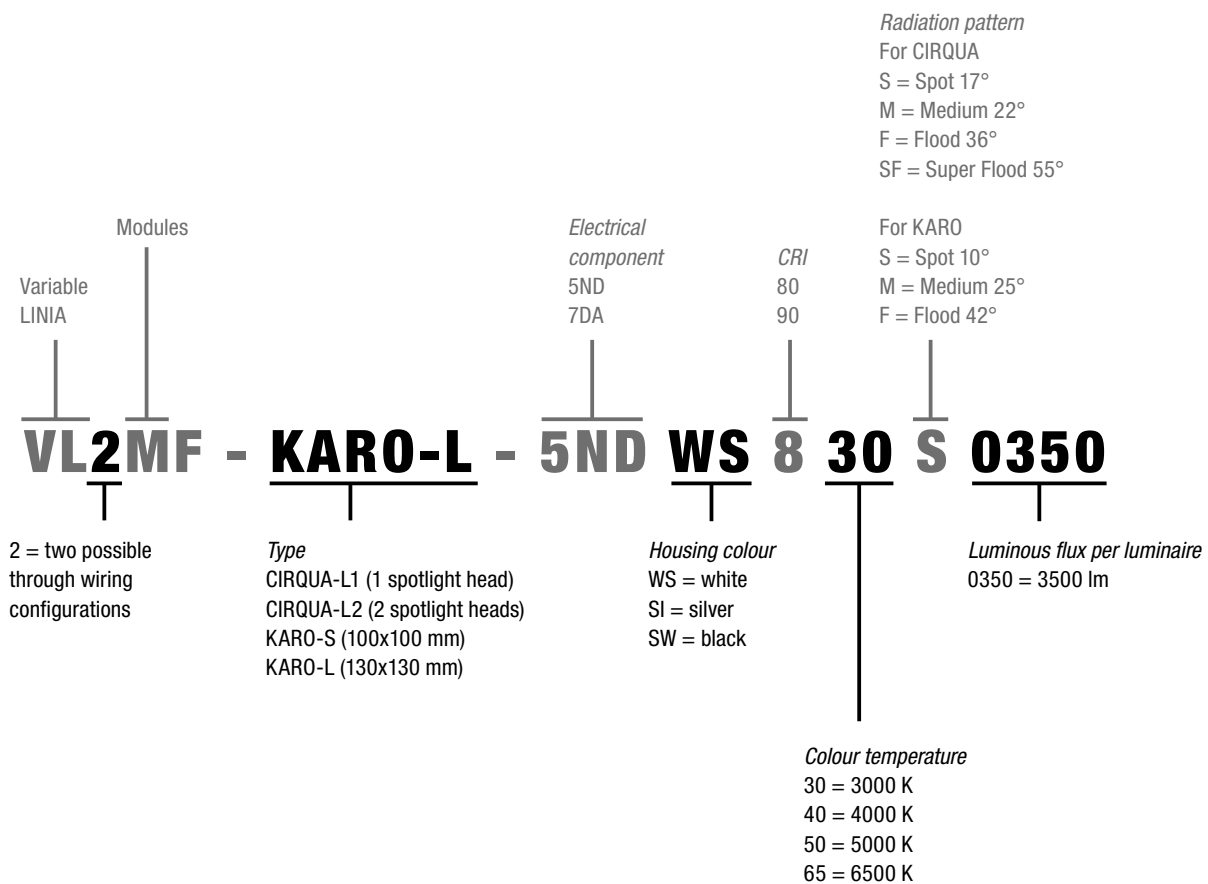 Radiation pattern
For CIRQUA
S = Spot 17°
M = Medium 22°
F = Flood 36°
SF = Super Flood 55°
For KARO
S = Spot 10°
M = Medium 25°
F = Flood 42°
Modules
Variable
LINIA
Electrical
component
5ND
7DA
CRI
80
90
VL2MF - KARO-L - 5ND WS 8 30 S 0350
2 = two possible
through wiring
configurations
Type
CIRQUA-L1 (1 spotlight head)
CIRQUA-L2 (2 spotlight heads)
KARO-S (100x100 mm)
KARO-L (130x130 mm)
Housing colour
WS = white
SI = silver
SW = black
Luminous flux per luminaire
0350 = 3500 lm
Colour temperature
30 = 3000 K
40 = 4000 K
50 = 5000 K
65 = 6500 K